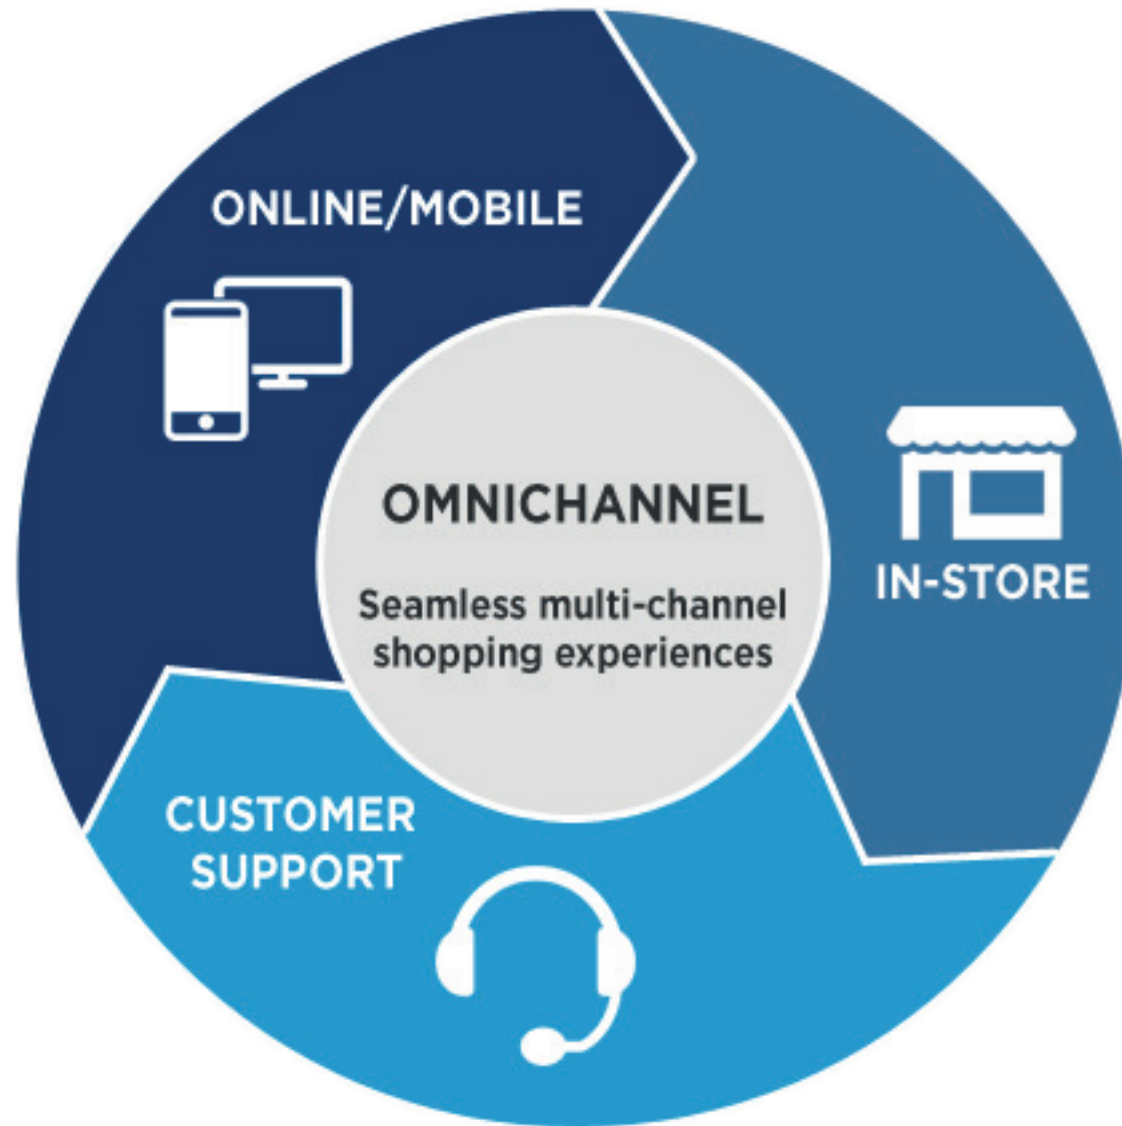 ONLINE/MOBILE
OMNICHANNEL
Seamless multi-channel
shopping experiences
IN-STORE
CUSTOMER
SUPPORT